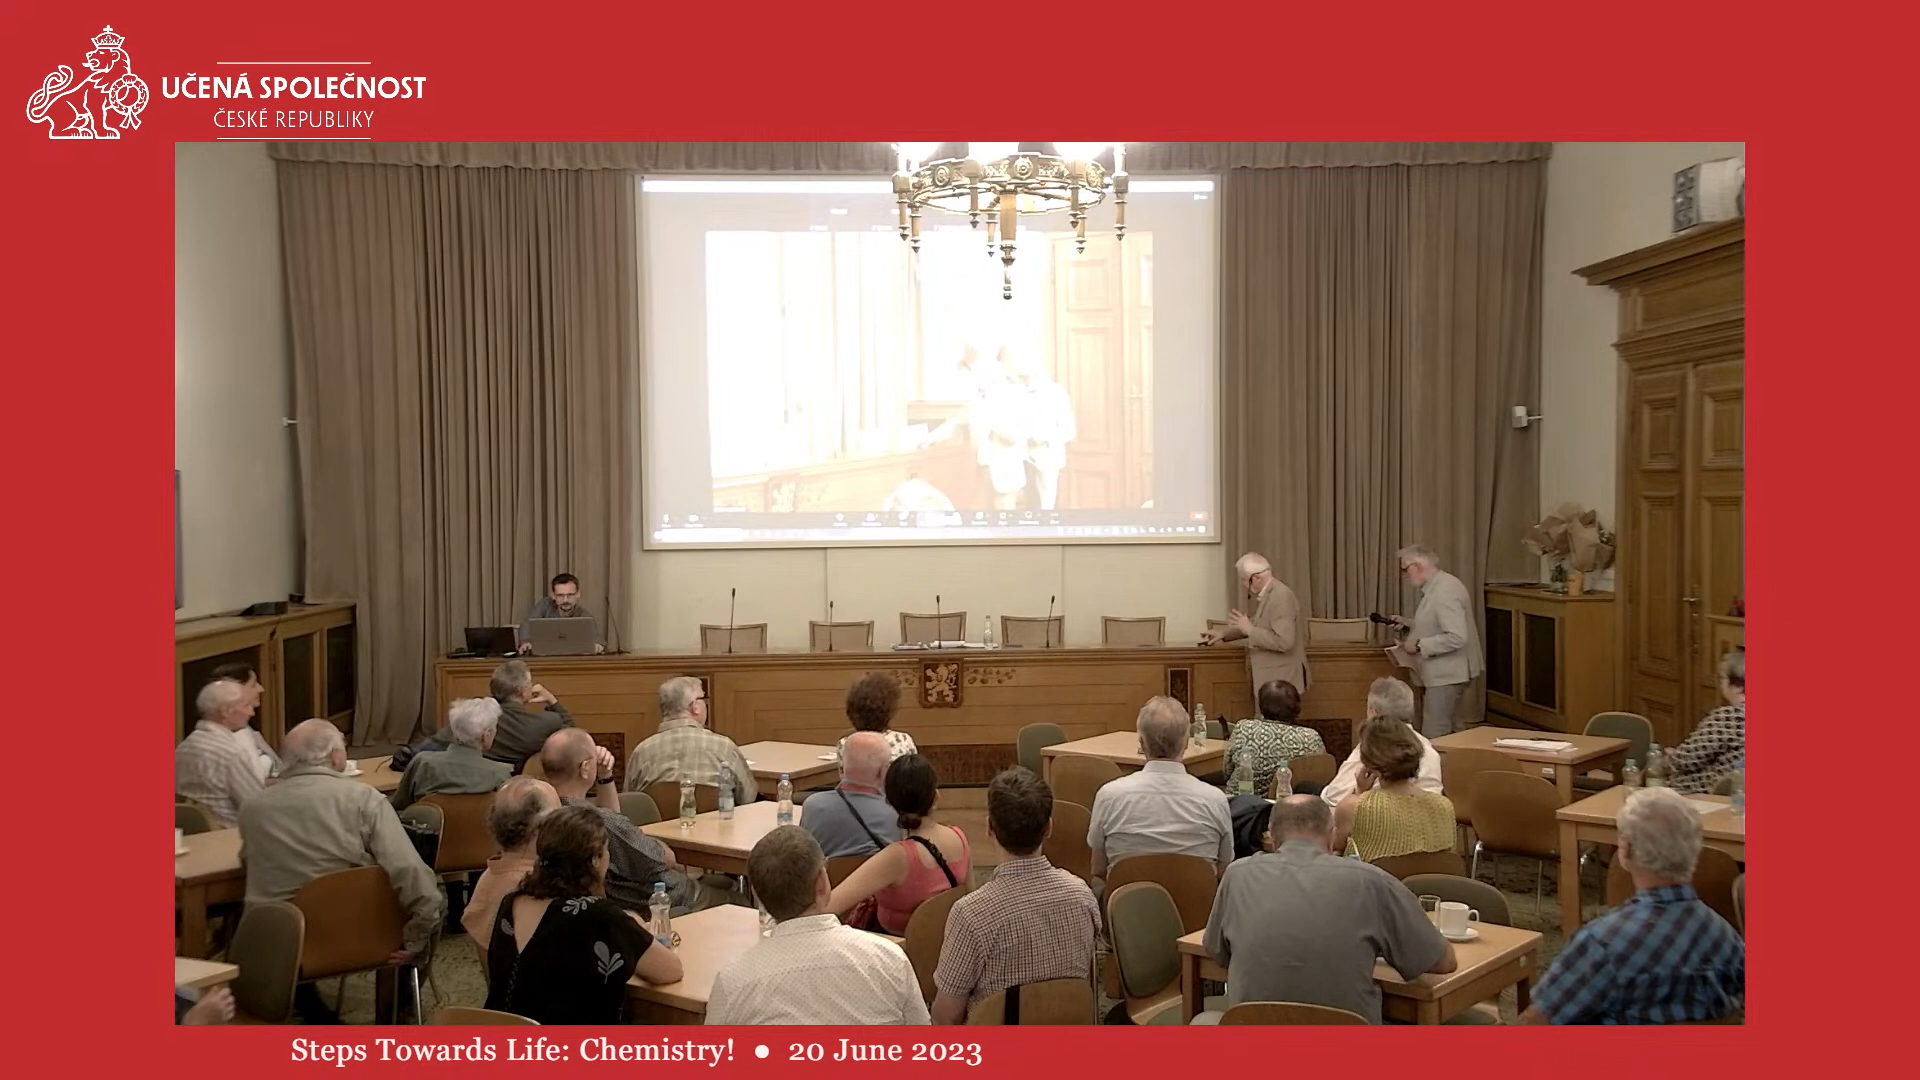 UČENÁ SPOLEČNOST
ČESKÉ REPUBLIKY
Steps Towards Life: Chemistry! ● 20 June 2023